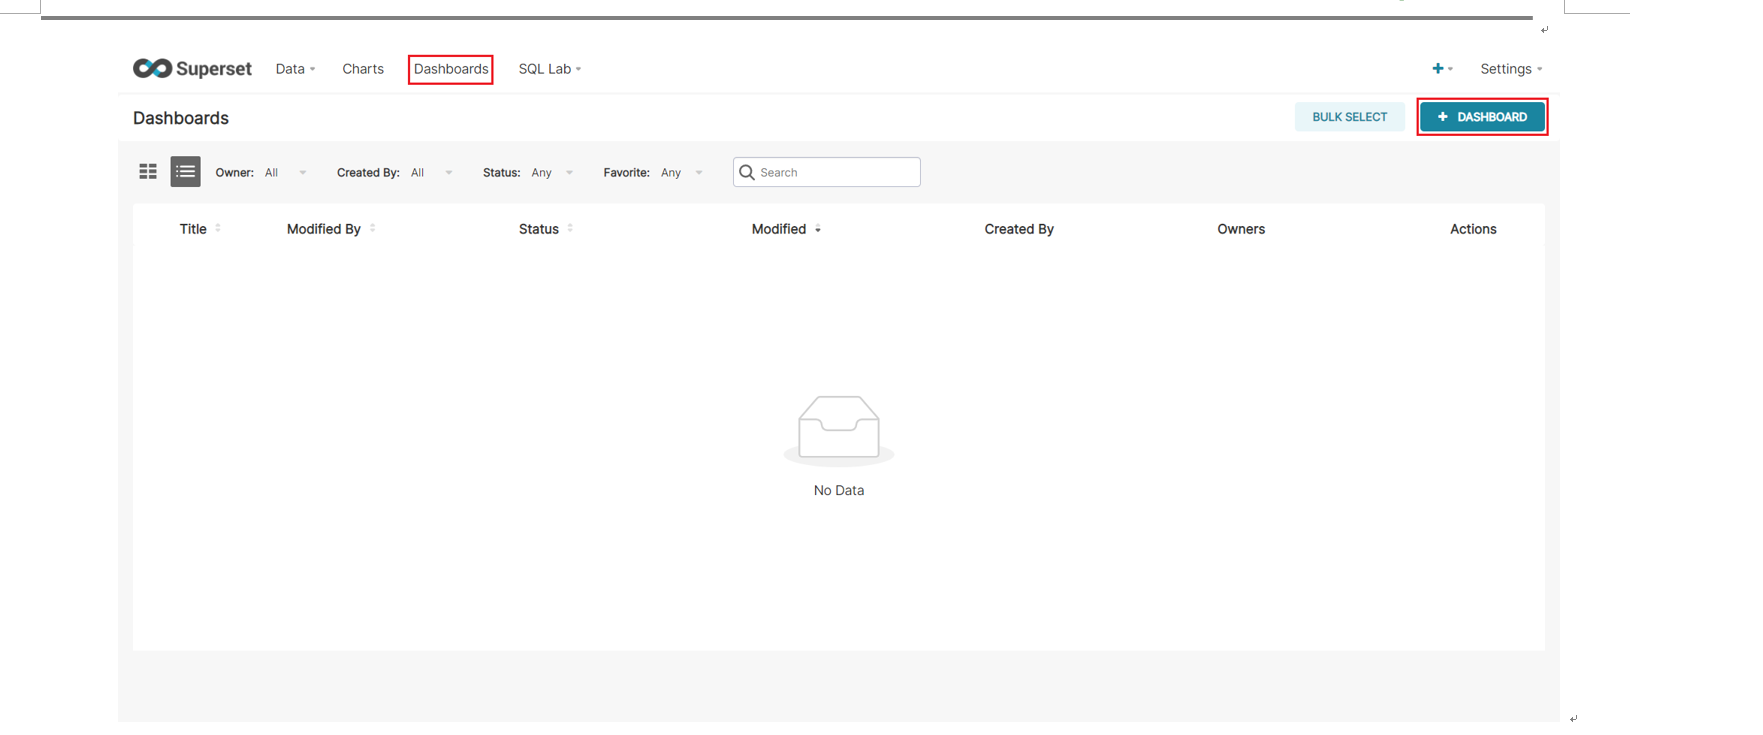 Superset Data Charts Dashboards SQL Lab + Settings
Dashboards BULK SELECT + DASHBOARD
Owner: All Created By: All Status: Any Favorite: Any Search
Title Modified By Status Modified Created By Owners Actions
No Data